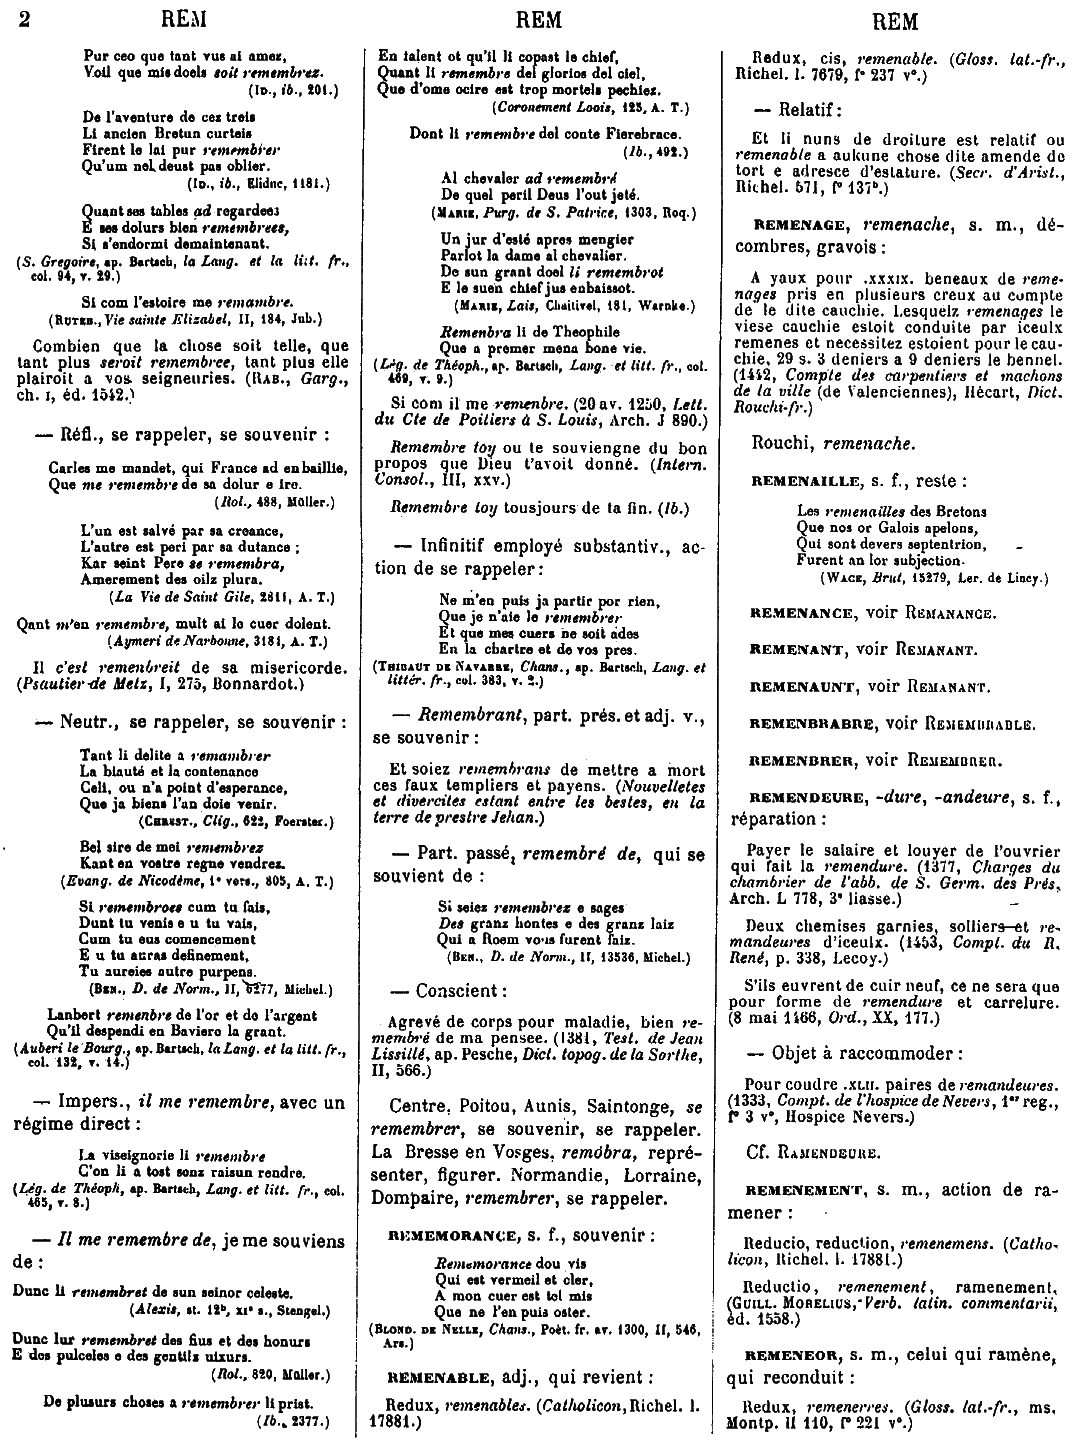 2 REM REM REM
Pur ceo que tant vus ai amez,
Voil que mis doels soit remembrez.
(ID., ib., 201.)
De l'aventure de cez treis
Li ancien Bretun curteis
Firent le lai pur remembrer
Qu'um nel deust pas oblier.
(ID., ib., Eliduc, 1181.)
Quant ses tables ad regardees
E ses dolurs bien remembrees,
Si s'endormi demaintenant.
(S. Gregoire, ap. Bartsch, la Lang. et la litt. fr.,
col. 94, v. 29.)
Si com l'estoire me remambre.
(RUTEB., Vie sainte Elizabel, II, 184, Jub.)
Combien que la chose soit telle, que
tant plus seroit remembree, tant plus elle
plairoit a vos seigneuries. (RAB., Garg.,
ch. I, éd. 1542.)
— Réfl., se rappeler, se souvenir :
Carles me mandet, qui France ad en baillie,
Que me remembre de sa dolur e ire.
(Rol., 488, Müller.)
L'un est salvé par sa creance,
L'autre est peri par sa dutance ;
Kar seint Pere se remembra,
Amerement des oilz plura.
(La Vie de Saint Gile, 2811, A. T.)
Qant m'en remembre, mult ai le cuer dolent.
(Aymeri de Narbonne, 3181, A. T.)
Il c'est remenbreit de sa misericorde.
(Psautier de Metz, I, 275, Bonnardot.)
— Neutr., se rappeler, se souvenir :
Tant li delite a remambrer
La biauté et la contenance
Celi, ou n'a point d'esperance,
Que ja biens l'an doie venir.
(CHREST., Clig., 622, Foerster.)
Bel sire de mei remembrez
Kant en vostre regne vendrez.
(Evang. de Nicodème, 1ᵉ vers., 805, A. T.)
Si remembroes cum tu fais,
Dunt tu venis e u tu vais,
Cum tu eus comencement
E u tu auras definement,
Tu aureies autre purpens.
(BEN., D. de Norm., II, 6277, Michel.)
Lanbert remenbre de l'or et de l'argent
Qu'il despendi en Baviere la grant.
(Auberi le Bourg., ap. Bartsch, la Lang. et la litt. fr.,
col. 132, v. 14.)
— Impers., il me remembre, avec un
régime direct :
La viseignorie li remembre
C'on li a tost sonz raisun rendre.
(Lég. de Théoph, ap. Bartsch, Lang. et litt. fr., col.
465, v. 8.)
— Il me remembre de, je me souviens
de :
Dunc li remembret de sun seinor celeste.
(Alexis, st. 12ᵇ, XIᵉ s., Stengel.)
Dunc lur remembret des fius et des honurs
E des pulceles e des gentilz uixurs.
(Rol., 820, Müller.)
De plusurs choses a remembrer li prist.
(Ib., 2377.)
En talent ot qu'il li copast le chief,
Quant li remembre del glorios del ciel,
Que d'ome ocire est trop mortels pechiez.
(Coronement Loois, 125, A. T.)
Dont li remembre del conte Fierebrace.
(Ib., 492.)
Al chevaler ad remembré
De quel peril Deus l'out jeté.
(MARIE, Purg. de S. Patrice, 1303, Roq.)
Un jur d'esté apres mengier
Parlot la dame al chevalier.
De sun grant doel li remembrot
E le suen chief jus enbaissot.
(MARIE, Lais, Chaitivel, 181, Warnke.)
Remenbra li de Theophile
Que a premer mena bone vie.
(Lég. de Théoph., ap. Bartsch, Lang. et litt. fr., col.
469, v. 9.)
Si com il me remenbre. (20 av. 1250, Lett.
du Cte de Poitiers à S. Louis, Arch. J 890.)
Remembre toy ou te souviengne du bon
propos que Dieu t'avoit donné. (Intern.
Consol., III, XXV.)
Remembre toy tousjours de ta fin. (Ib.)
— Infinitif employé substantiv., ac-
tion de se rappeler :
Ne m'en puis ja partir por rien,
Que je n'aie le remembrer
Et que mes cuers ne soit ades
En la chartre et de vos pres.
(THIBAUT DE NAVARRE, Chans., ap. Bartsch, Lang. et
littér. fr., col. 383, v. 2.)
— Remembrant, part. prés. et adj. v.,
se souvenir :
Et soiez remembrans de mettre a mort
ces faux templiers et payens. (Nouvelletes
et divercites estant entre les bestes, en la
terre de prestre Jehan.)
— Part. passé, remembré de, qui se
souvient de :
Si seiez remembrez e sages
Des granz hontes e des granz laiz
Qui a Roem vous furent faiz.
(BEN., D. de Norm., II, 13536, Michel.)
— Conscient :
Agrevé de corps pour maladie, bien re-
membré de ma pensee. (1381, Test. de Jean
Lissillé, ap. Pesche, Dict. topog. de la Sarthe,
II, 566.)
Centre, Poitou, Aunis, Saintonge, se
remembrer, se souvenir, se rappeler.
La Bresse en Vosges, remòbra, repré-
senter, figurer. Normandie, Lorraine,
Dompaire, remembrer, se rappeler.
REMEMORANCE, s. f., souvenir :
Rememorance dou vis
Qui est vermeil et cler,
A mon cuer est tel mis
Que ne l'en puis oster.
(BLOND. DE NELLE, Chans., Poèt. fr. av. 1300, II, 546,
Ars.)
REMENABLE, adj., qui revient :
Redux, remenables. (Catholicon, Richel. l.
17881.)
Redux, cis, remenable. (Gloss. lat.-fr.,
Richel. l. 7679, fᵒ 237 vᵒ.)
— Relatif :
Et li nuns de droiture est relatif ou
remenable a aukune chose dite amende de
tort e adresce d'estature. (Secr. d'Arist.,
Richel. 571, fᵒ 137ᵇ.)
REMENAGE, remenache, s. m., dé-
combres, gravois :
A yaux pour .XXXIX. beneaux de reme-
nages pris en plusieurs creux au compte
de le dite cauchie. Lesquelz remenages le
viese cauchie estoit conduite par iceulx
remenes et necessitez estoient pour le cau-
chie, 29 s. 3 deniers a 9 deniers le bennel.
(1442, Compte des carpentiers et machons
de la ville (de Valenciennes), Hécart, Dict.
Rouchi-fr.)
Rouchi, remenache.
REMENAILLE, s. f., reste :
Les remenailles des Bretons
Que nos or Galois apelons,
Qui sont devers septentrion,
Furent an lor subjection.
(WACE, Brut, 15279, Ler. de Lincy.)
REMENANCE, voir REMANANCE.
REMENANT, voir REMANANT.
REMENAUNT, voir REMANANT.
REMENBRABRE, voir REMEMBRABLE.
REMENBRER, voir REMEMBRER.
REMENDEURE, -dure, -andeure, s. f.,
réparation :
Payer le salaire et louyer de l'ouvrier
qui fait la remendure. (1377, Charges du
chambrier de l'abb. de S. Germ. des Prés,
Arch. L 778, 3ᵉ liasse.)
Deux chemises garnies, solliers et re-
mandeures d'iceulx. (1453, Compt. du R.
René, p. 338, Lecoy.)
S'ils euvrent de cuir neuf, ce ne sera que
pour forme de remendure et carrelure.
(8 mai 1466, Ord., XX, 177.)
— Objet à raccommoder :
Pour coudre .XLII. paires de remandeures.
(1333, Compt. de l'hospice de Nevers, 1ᵉʳ reg.,
fᵒ 3 vᵒ, Hospice Nevers.)
Cf. RAMENDEURE.
REMENEMENT, s. m., action de ra-
mener :
Reducio, reduction, remenemens. (Catho-
licon, Richel. l. 17881.)
Reductio, remenement, ramenement.
(GUILL. MORELIUS, Verb. latin. commentarii,
éd. 1558.)
REMENEOR, s. m., celui qui ramène,
qui reconduit :
Redux, remenerres. (Gloss. lat.-fr., ms.
Montp. H 110, fᵒ 221 vᵒ.)